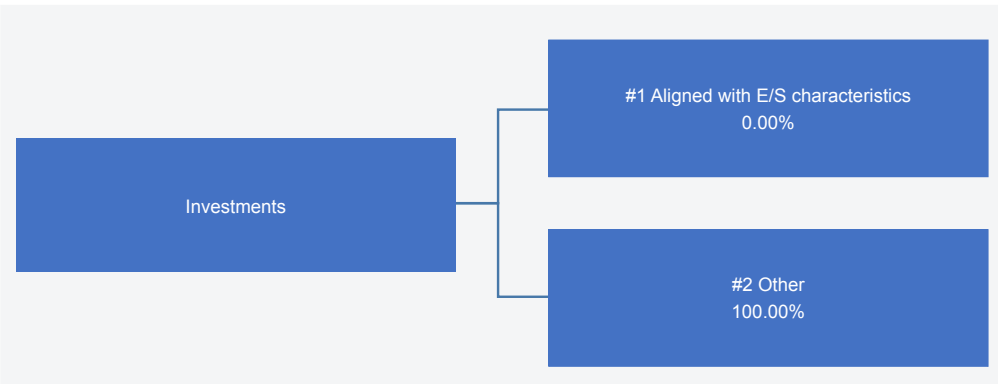 Investments
#1 Aligned with E/S characteristics
0.00%
#2 Other
100.00%